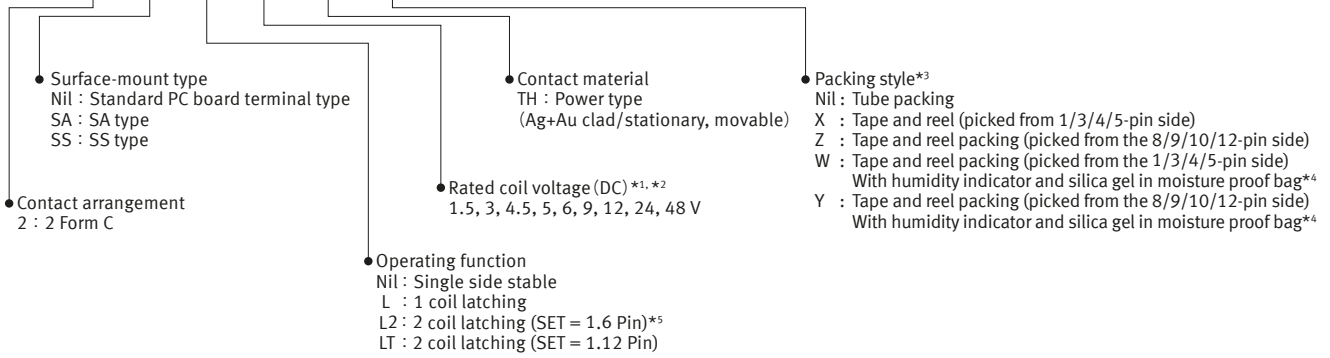 Surface-mount type
Nil : Standard PC board terminal type
SA : SA type
SS : SS type
Contact material
TH : Power type
(Ag+Au clad/stationary, movable)
Packing style*3
Nil : Tube packing
X : Tape and reel (picked from 1/3/4/5-pin side)
Z : Tape and reel packing (picked from the 8/9/10/12-pin side)
W : Tape and reel packing (picked from the 1/3/4/5-pin side)
With humidity indicator and silica gel in moisture proof bag*4
Y : Tape and reel packing (picked from the 8/9/10/12-pin side)
With humidity indicator and silica gel in moisture proof bag*4
Rated coil voltage (DC) *1, *2
1.5, 3, 4.5, 5, 6, 9, 12, 24, 48 V
Contact arrangement
2 : 2 Form C
Operating function
Nil : Single side stable
L : 1 coil latching
L2 : 2 coil latching (SET = 1.6 Pin)*5
LT : 2 coil latching (SET = 1.12 Pin)